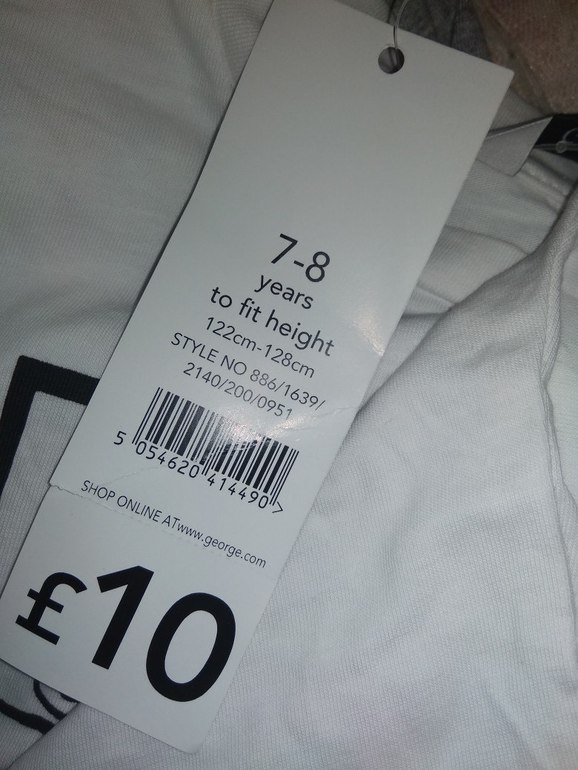 7-8
years
to fit height
122cm-128cm
STYLE NO 886/1639/
2140/200/0951
5 054620 414490 >
SHOP ONLINE ATwww.george.com
£10